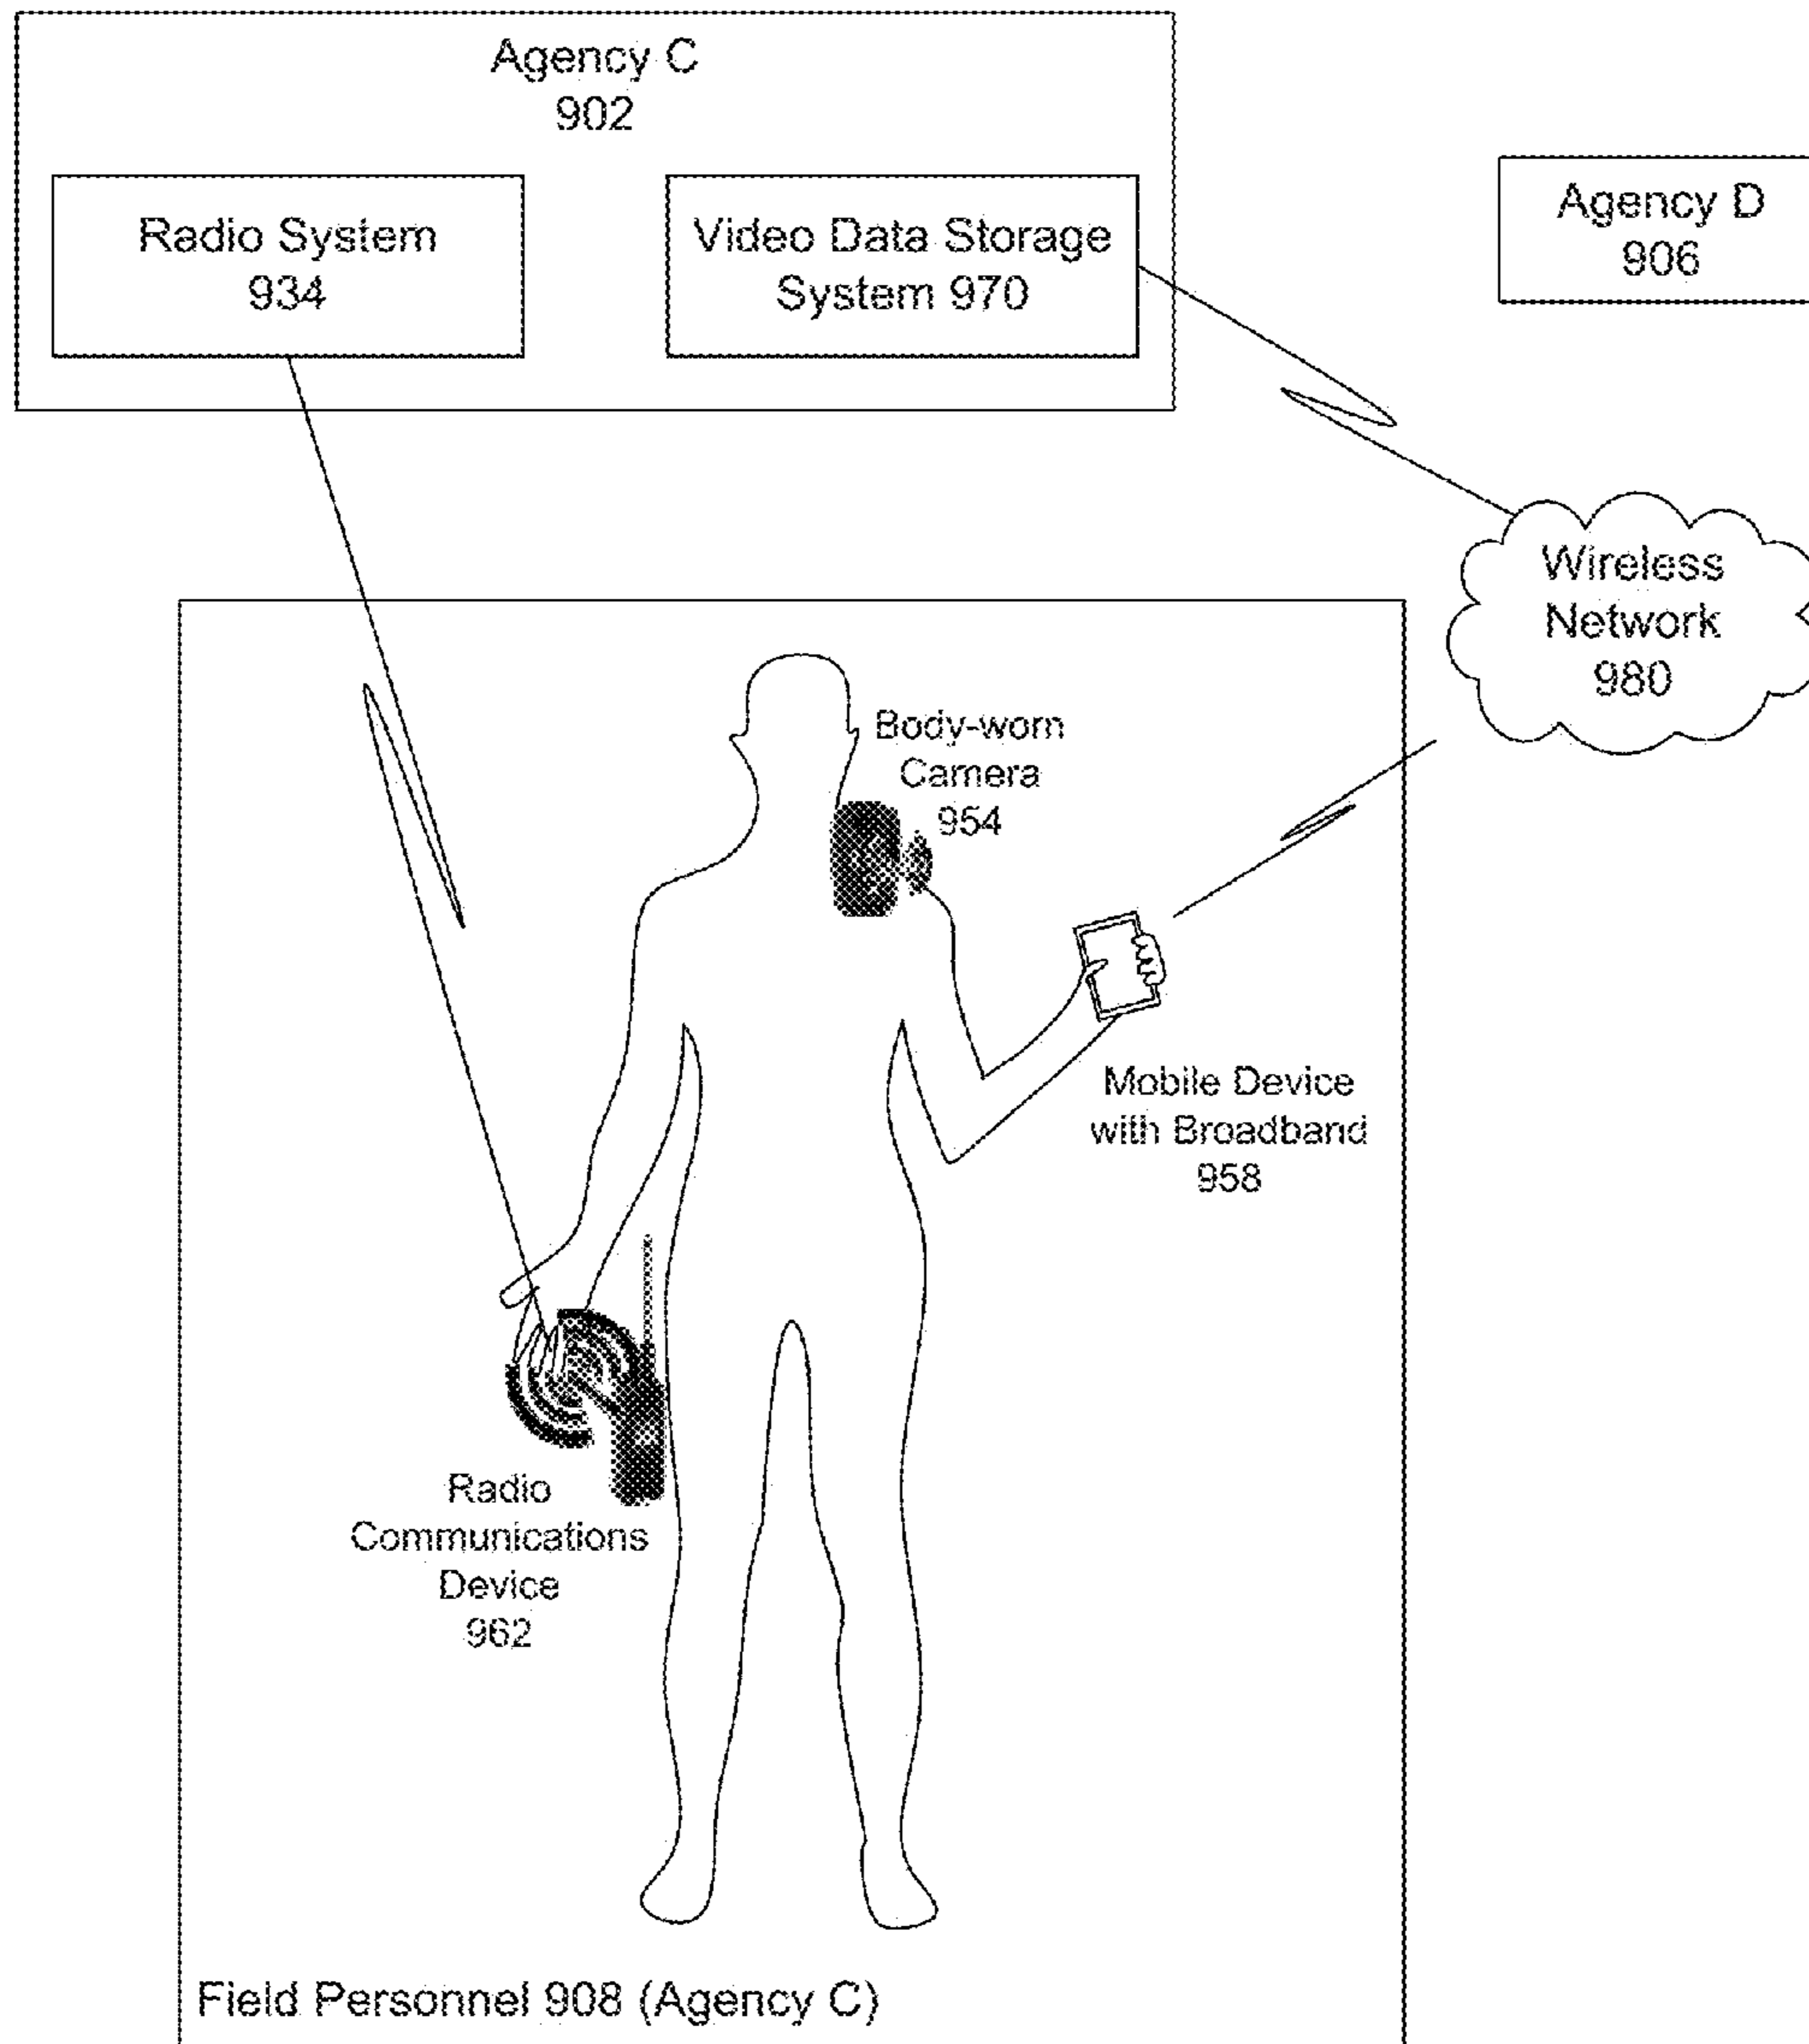 Agency C
902
Radio System
934
Video Data Storage
System 970
Agency D
906
Wireless
Network
980
Body-worn
Camera
954
Mobile Device
with Broadband
958
Radio
Communications
Device
962
Field Personnel 908 (Agency C)